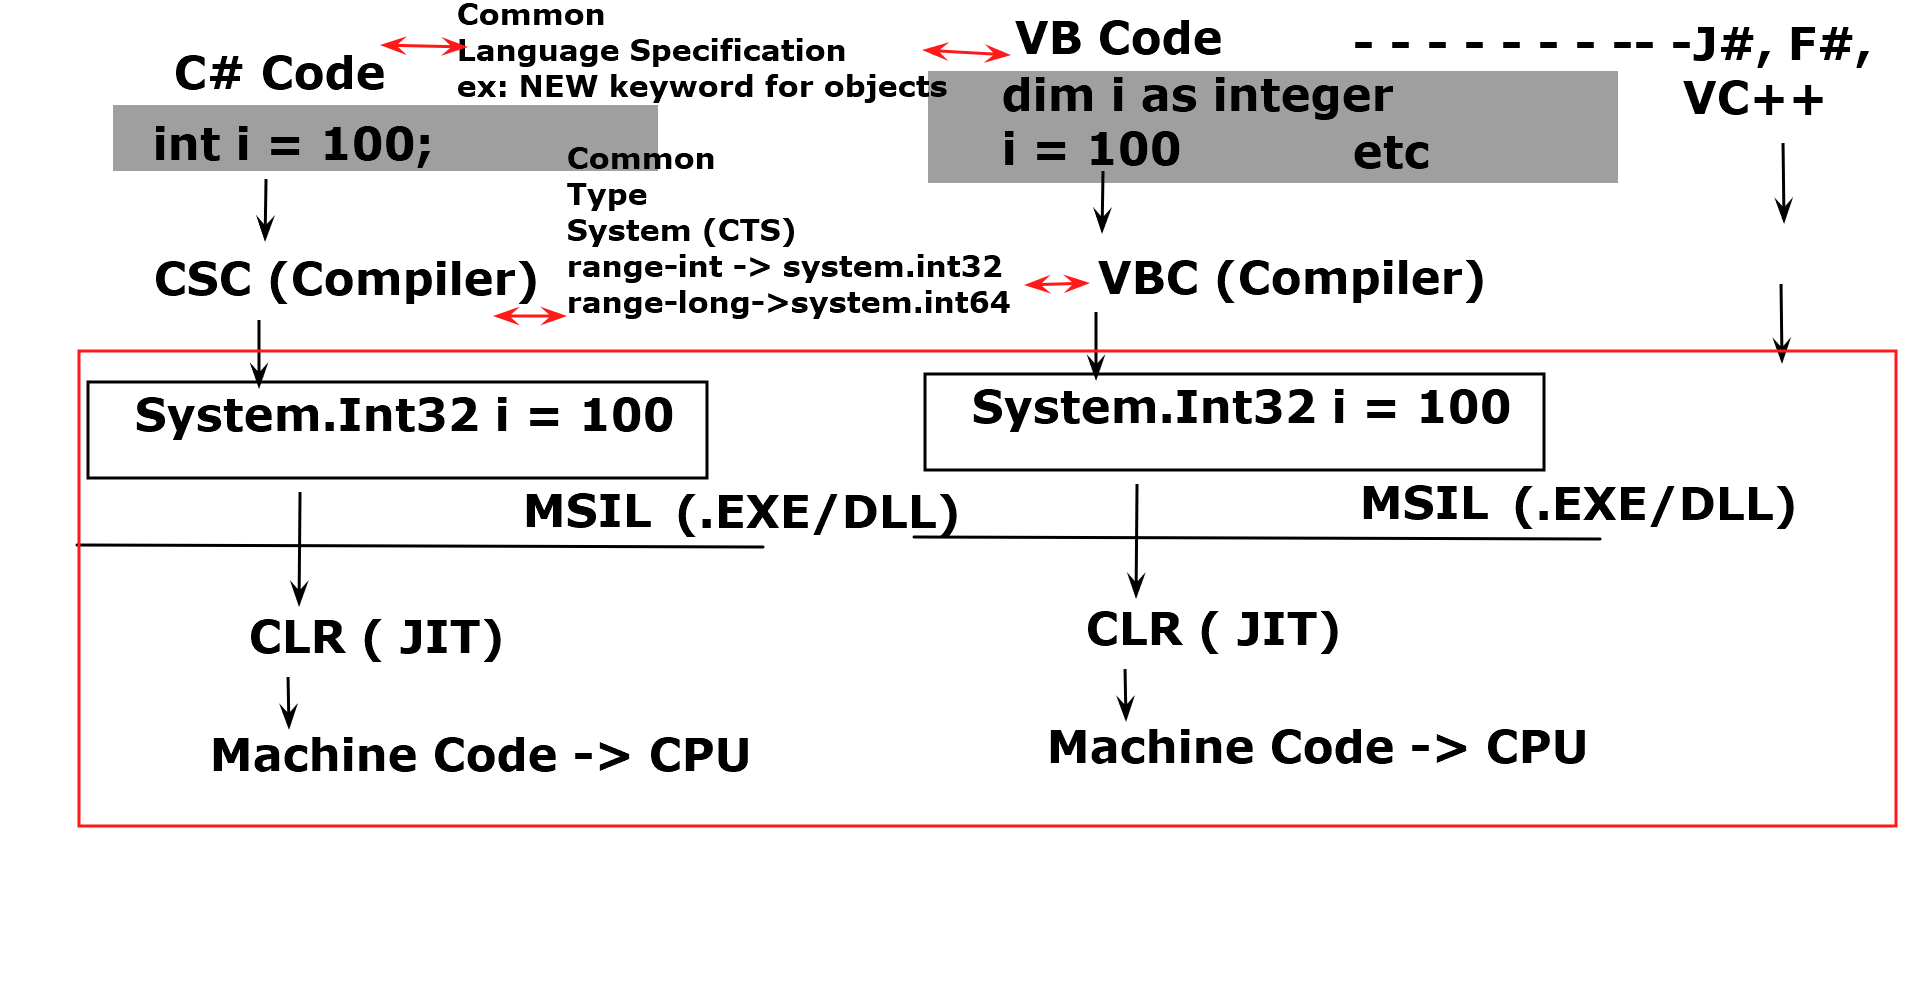 C# Code
Common
Language Specification
ex: NEW keyword for objects
VB Code
- - - - - - - -- -J#, F#,
VC++
int i = 100;
dim i as integer
i = 100 etc
Common
Type
System (CTS)
range-int -> system.int32
range-long->system.int64
CSC (Compiler)
VBC (Compiler)
System.Int32 i = 100
System.Int32 i = 100
MSIL (.EXE/DLL)
MSIL (.EXE/DLL)
CLR ( JIT)
CLR ( JIT)
Machine Code -> CPU
Machine Code -> CPU